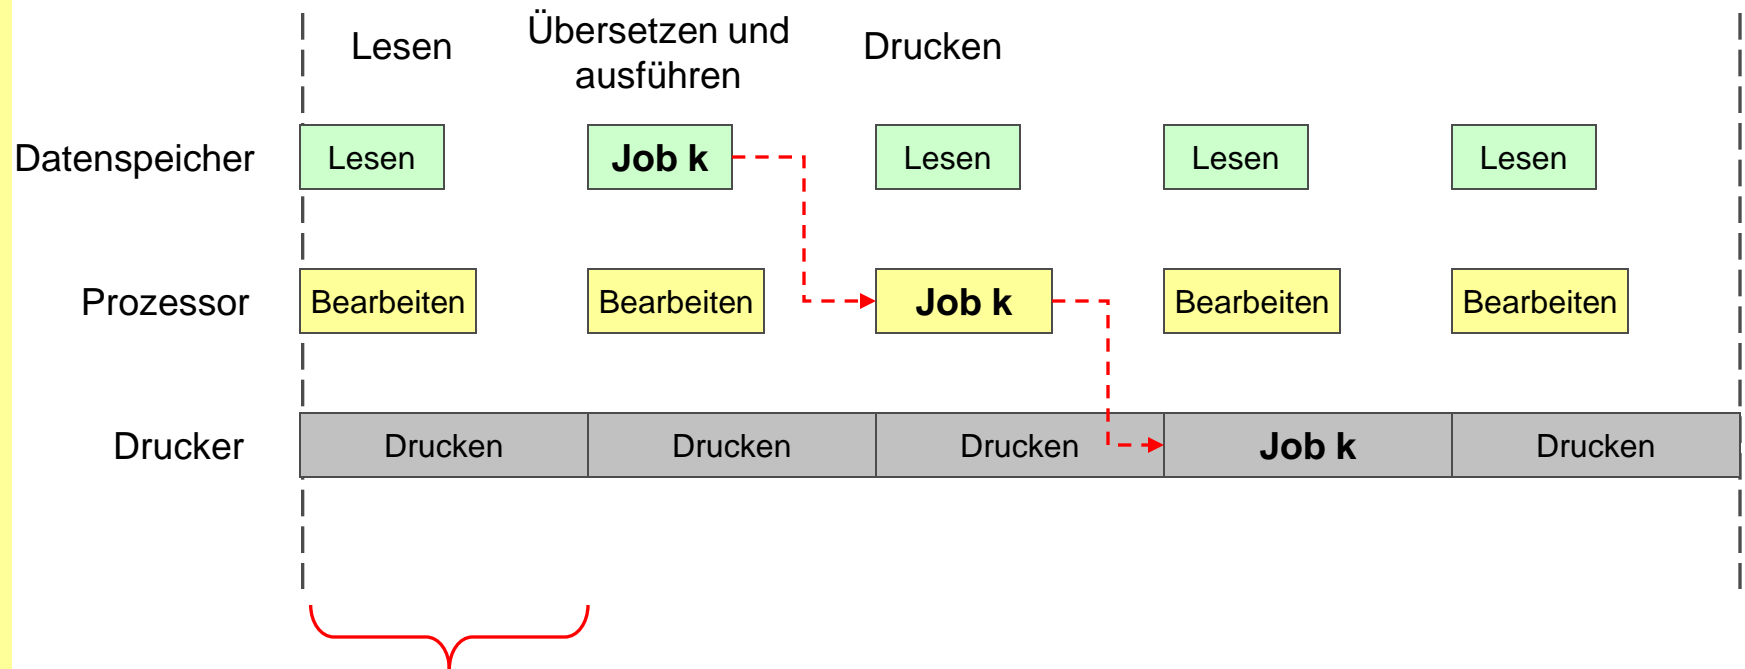 Lesen
Übersetzen und
ausführen
Drucken
Datenspeicher
Lesen
Job k
Lesen
Lesen
Lesen
Prozessor
Bearbeiten
Bearbeiten
Job k
Bearbeiten
Bearbeiten
Drucker
Drucken
Drucken
Drucken
Job k
Drucken